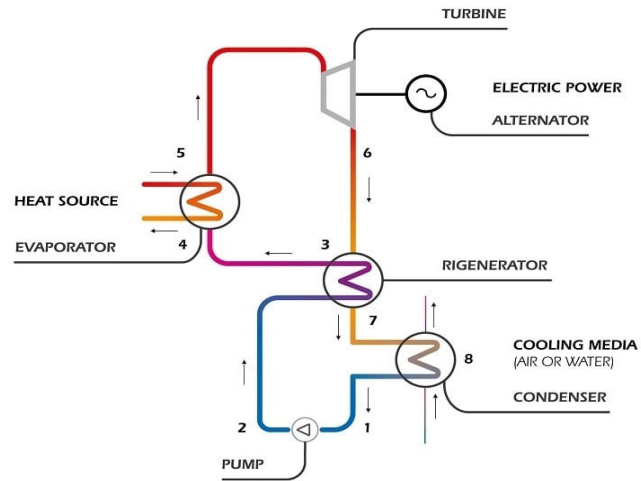 TURBINE
ELECTRIC POWER
ALTERNATOR
5
6
HEAT SOURCE
EVAPORATOR
4
3
RIGENERATOR
7
COOLING MEDIA
(AIR OR WATER)
8
CONDENSER
2
1
PUMP